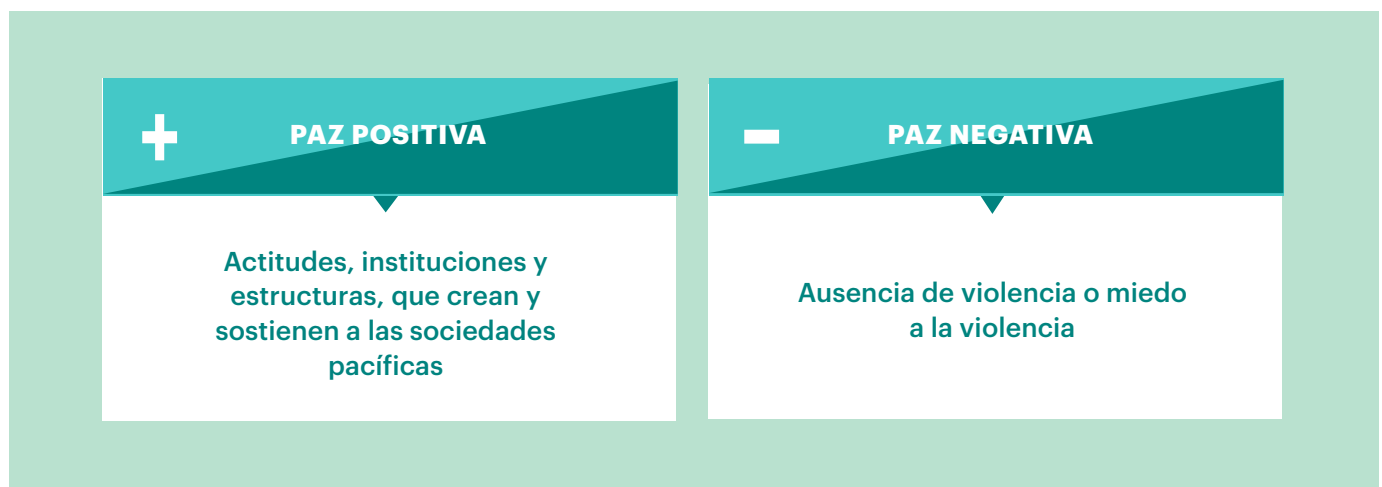 + PAZ POSITIVA
Actitudes, instituciones y
estructuras, que crean y
sostienen a las sociedades
pacíficas
- PAZ NEGATIVA
Ausencia de violencia o miedo
a la violencia